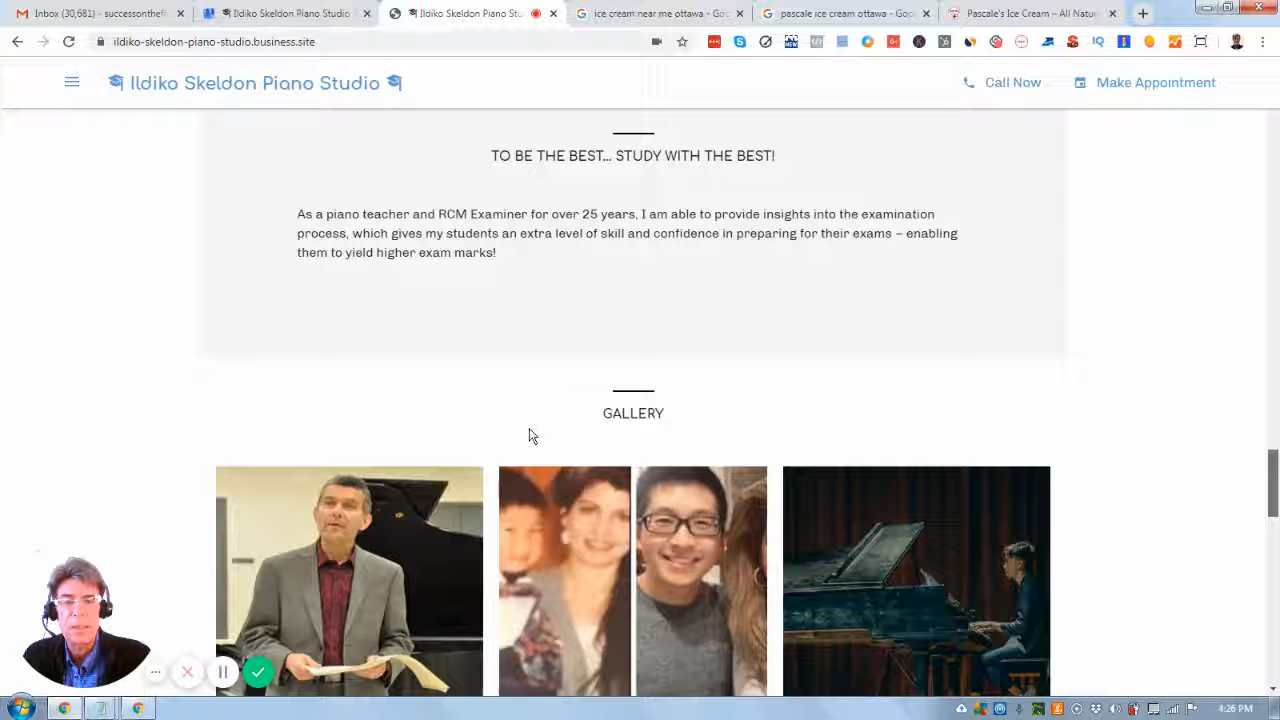 Inbox (30,681) - successonthefl
Ildiko Skeldon Piano Studio
Ildiko Skeldon Piano Stu
ice cream near me ottawa - Goo
pascale ice cream ottawa - Goo
Pascale's Ice Cream – All Natu
ildiko-skeldon-piano-studio.business.site
Ildiko Skeldon Piano Studio
Call Now
Make Appointment
TO BE THE BEST... STUDY WITH THE BEST!
As a piano teacher and RCM Examiner for over 25 years, I am able to provide insights into the examination
process, which gives my students an extra level of skill and confidence in preparing for their exams – enabling
them to yield higher exam marks!
GALLERY
4:26 PM